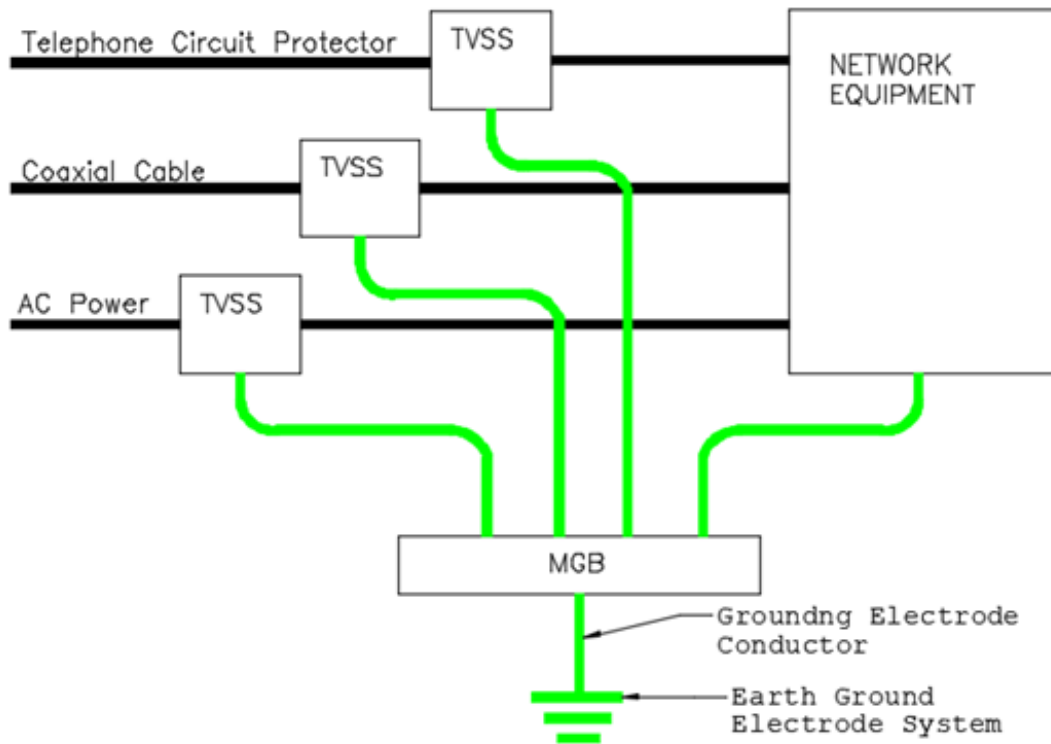 Telephone Circuit Protector
TVSS
NETWORK
EQUIPMENT
Coaxial Cable
TVSS
AC Power
TVSS
MGB
Groundng Electrode
Conductor
Earth Ground
Electrode System